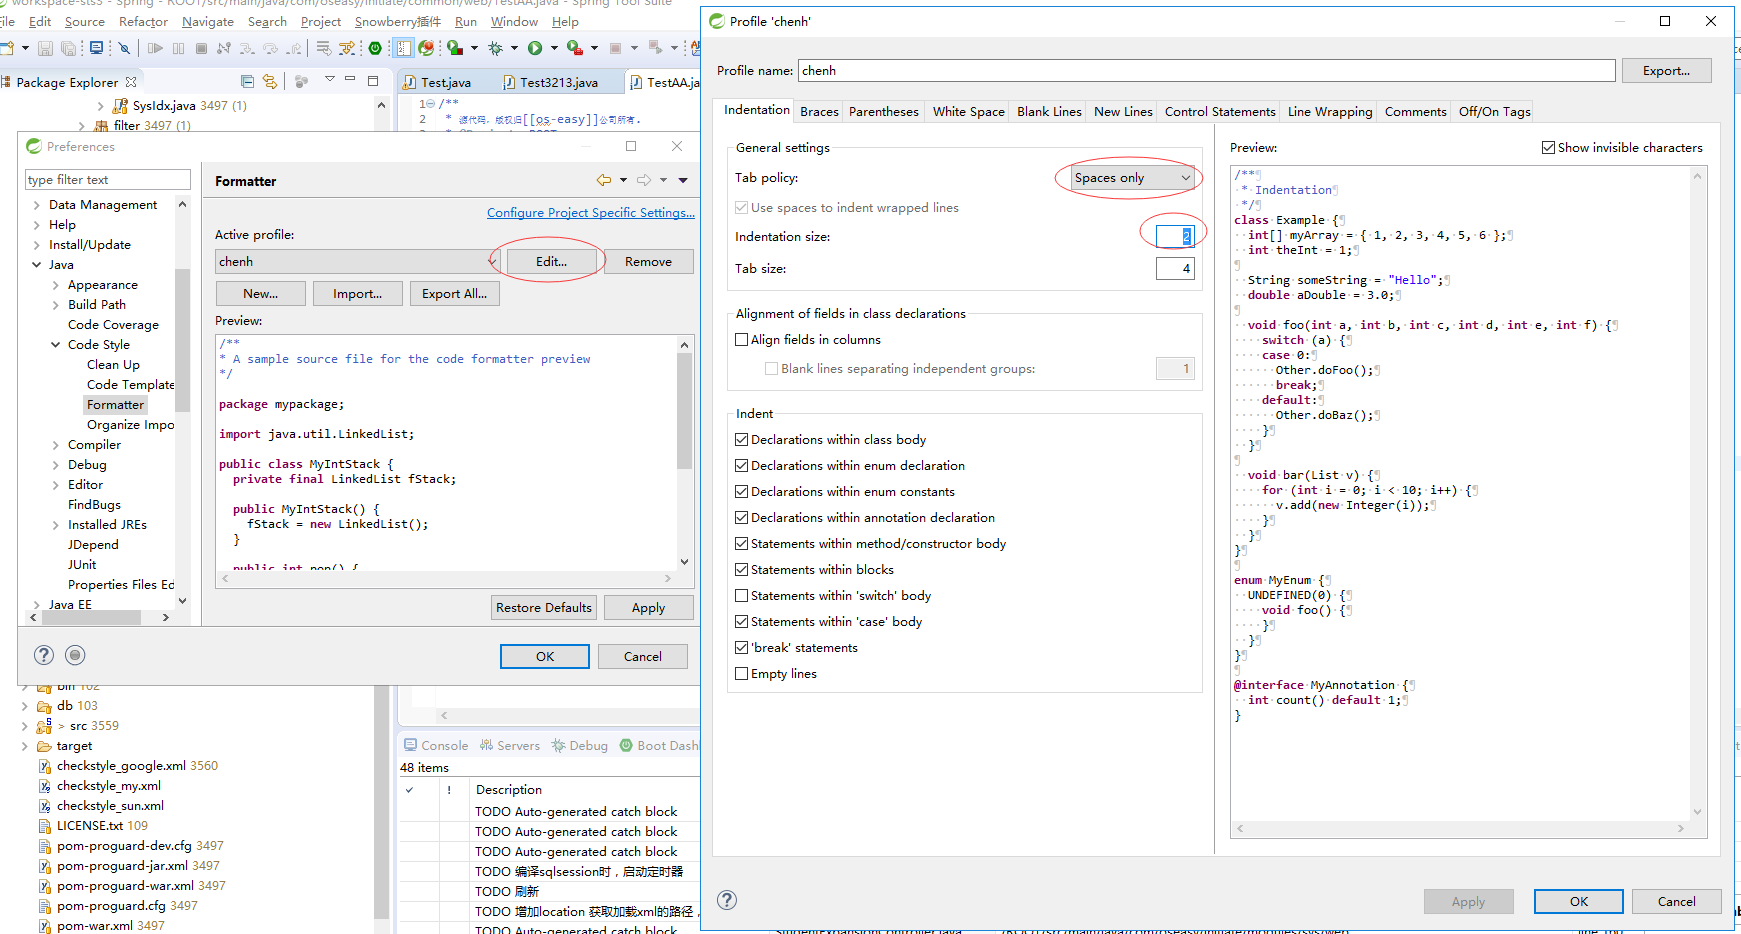 workspace-sts3 - Spring - ROOT/src/main/java/com/oseasy/initiate/common/web/TestAA.java - Spring Tool Suite
File Edit Source Refactor Navigate Search Project Snowberry插件 Run Window Help
Package Explorer
SysIdx.java 3497 (1)
filter 3497 (1)
Test.java
Test3213.java
TestAA.ja
1 /**
2 * 源代码. 版权归[[os-easy]]公司所有.
Preferences
type filter text
Data Management
Help
Install/Update
Java
Appearance
Build Path
Code Coverage
Code Style
Clean Up
Code Template
Formatter
Organize Impo
Compiler
Debug
Editor
FindBugs
Installed JREs
JDepend
JUnit
Properties Files Ed
Java EE
Formatter
Configure Project Specific Settings...
Active profile:
chenh
Edit...
Remove
New...
Import...
Export All...
Preview:
/**
* A sample source file for the code formatter preview
*/
package mypackage;
import java.util.LinkedList;
public class MyIntStack {
private final LinkedList fStack;
public MyIntStack() {
fStack = new LinkedList();
}
public int pop() {
Restore Defaults
Apply
OK
Cancel
bin 102
db 103
> src 3559
target
checkstyle_google.xml 3560
checkstyle_my.xml
checkstyle_sun.xml
LICENSE.txt 109
pom-proguard-dev.cfg 3497
pom-proguard-jar.xml 3497
pom-proguard-war.xml 3497
pom-proguard.cfg 3497
pom-war.xml 3497
Console Servers Debug Boot Dash
48 items
! Description
TODO Auto-generated catch block
TODO Auto-generated catch block
TODO Auto-generated catch block
TODO 编译sqlsession时，启动定时器
TODO 刷新
TODO 增加location 获取加载xml的路径，
TODO Auto-generated catch block
Profile 'chenh'
Profile name: chenh
Export...
Indentation Braces Parentheses White Space Blank Lines New Lines Control Statements Line Wrapping Comments Off/On Tags
General settings
Tab policy: Spaces only
Use spaces to indent wrapped lines
Indentation size: 2
Tab size: 4
Alignment of fields in class declarations
Align fields in columns
Blank lines separating independent groups: 1
Indent
Declarations within class body
Declarations within enum declaration
Declarations within enum constants
Declarations within annotation declaration
Statements within method/constructor body
Statements within blocks
Statements within 'switch' body
Statements within 'case' body
'break' statements
Empty lines
Preview:
Show invisible characters
/**¶
·*·Indentation¶
·*/¶
class·Example·{¶
··int[]·myArray·=·{·1,·2,·3,·4,·5,·6·};¶
··int·theInt·=·1;¶
¶
··String·someString·=·"Hello";¶
··double·aDouble·=·3.0;¶
¶
··void·foo(int·a,·int·b,·int·c,·int·d,·int·e,·int·f)·{¶
····switch·(a)·{¶
····case·0:¶
······Other.doFoo();¶
······break;¶
····default:¶
······Other.doBaz();¶
····}¶
··}¶
¶
··void·bar(List·v)·{¶
····for·(int·i·=·0;·i·<·10;·i++)·{¶
······v.add(new·Integer(i));¶
····}¶
··}¶
}¶
¶
enum·MyEnum·{¶
··UNDEFINED(0)·{¶
····void·foo()·{¶
····}¶
··}¶
}¶
¶
@interface·MyAnnotation·{¶
··int·count()·default·1;¶
}
Apply
OK
Cancel